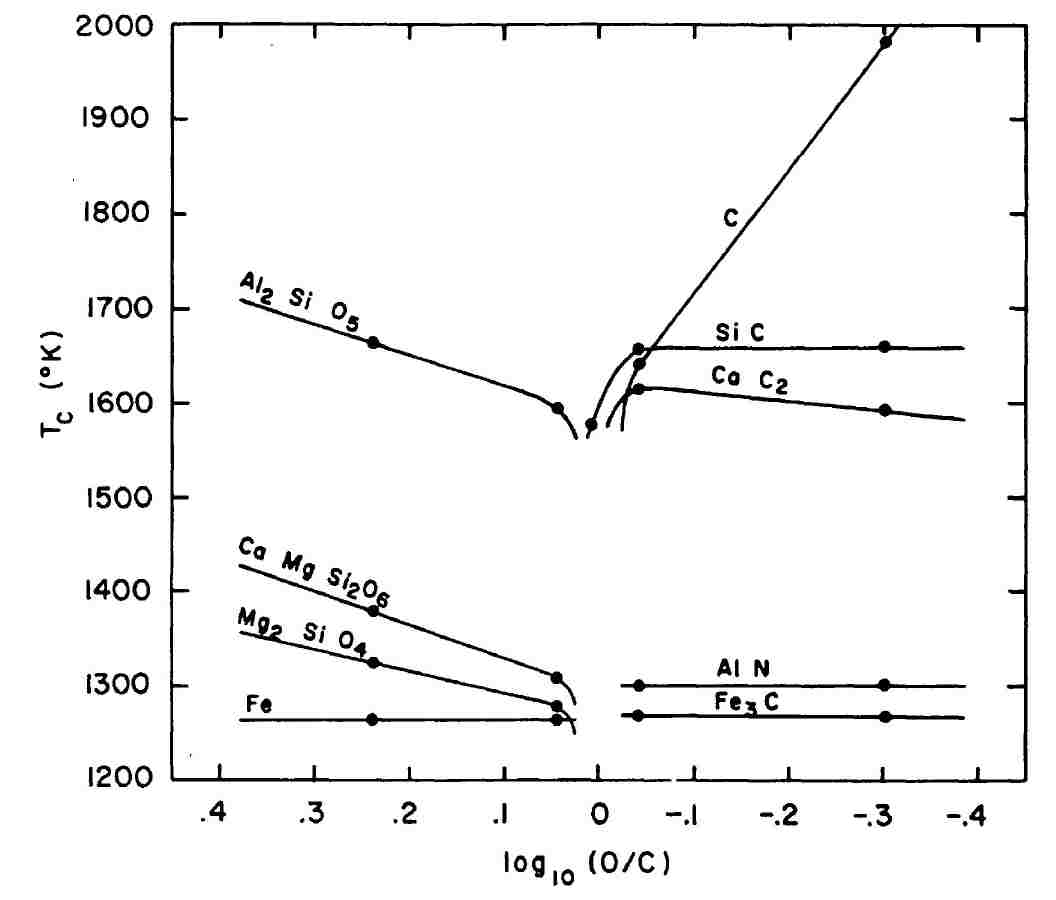 2000
1900
1800
1700
1600
1500
1400
1300
1200
T_C (°K)
C
Al₂ Si O₅
Si C
Ca C₂
Ca Mg Si₂O₆
Mg₂ Si O₄
Fe
Al N
Fe₃ C
.4 .3 .2 .1 0 -.1 -.2 -.3 -.4
log₁₀ (O/C)